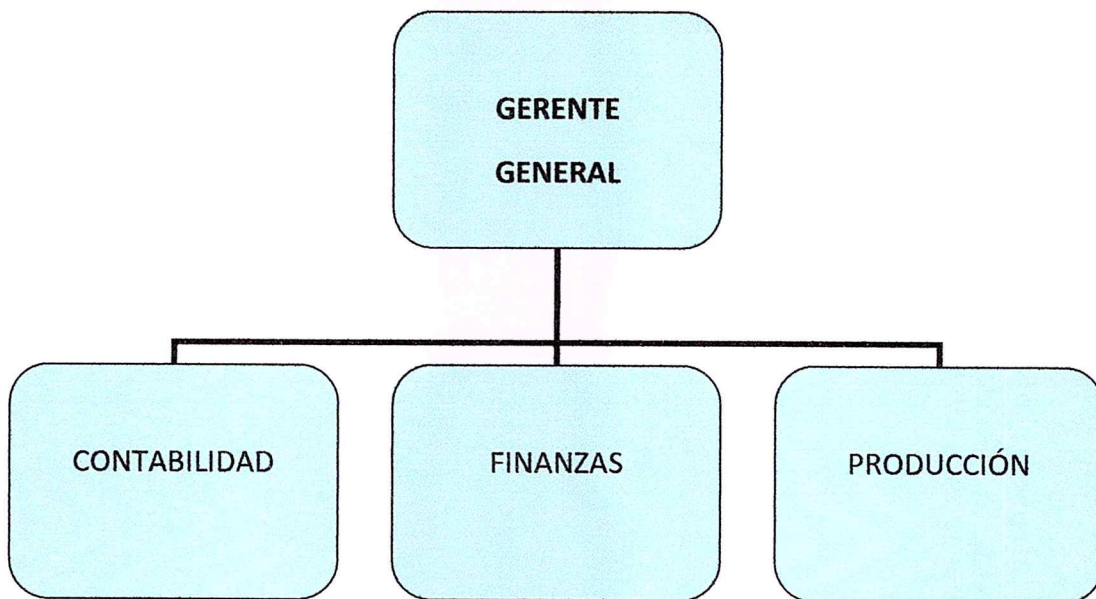 GERENTE
GENERAL
CONTABILIDAD
FINANZAS
PRODUCCIÓN